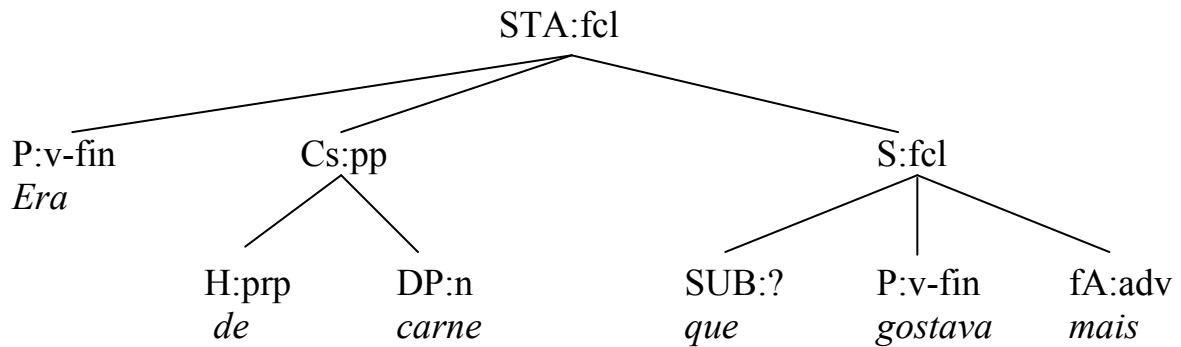 STA:fcl
P:v-fin Cs:pp S:fcl
Era
H:prp DP:n SUB:? P:v-fin fA:adv
de carne que gostava mais